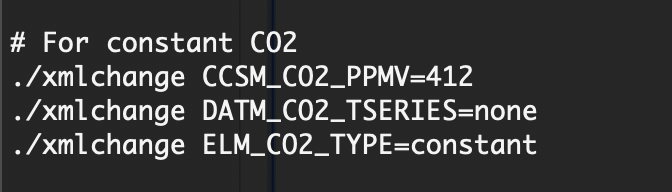 # For constant CO2
./xmlchange CCSM_CO2_PPMV=412
./xmlchange DATM_CO2_TSERIES=none
./xmlchange ELM_CO2_TYPE=constant